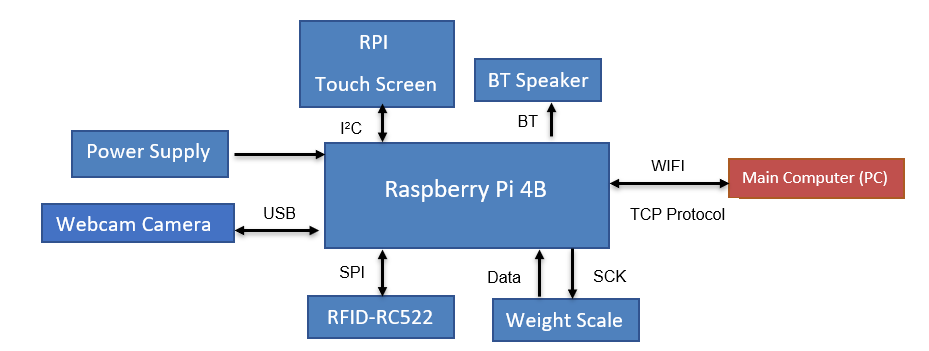 RPI
Touch Screen
BT Speaker
I²C
BT
Power Supply
Raspberry Pi 4B
WIFI
Main Computer (PC)
TCP Protocol
USB
Webcam Camera
SPI
Data
SCK
RFID-RC522
Weight Scale